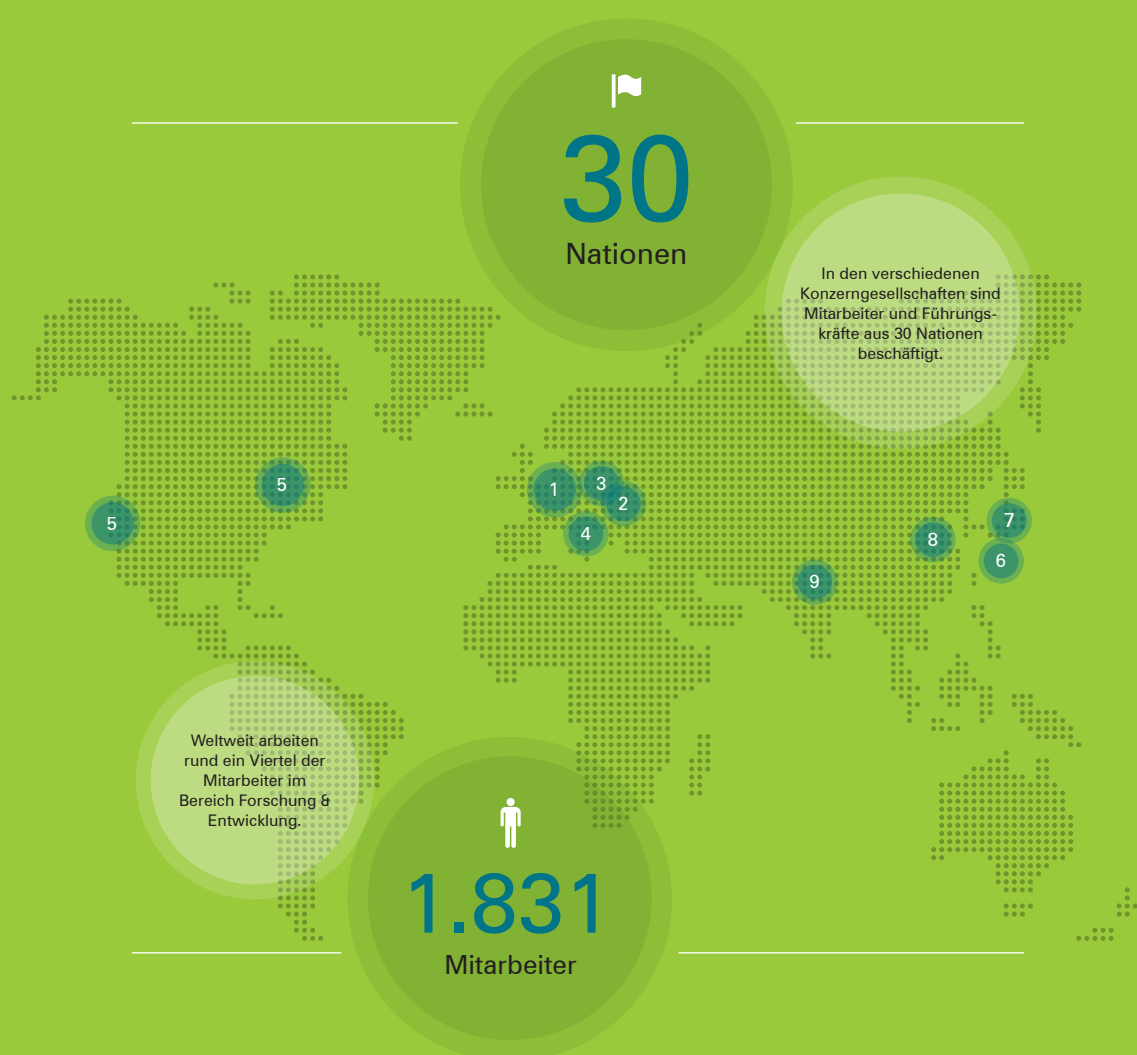 30
Nationen
In den verschiedenen
Konzerngesellschaften sind
Mitarbeiter und Führungs-
kräfte aus 30 Nationen
beschäftigt.
5
5
1
3
2
4
7
8
6
9
Weltweit arbeiten
rund ein Viertel der
Mitarbeiter im
Bereich Forschung &
Entwicklung.
1.831
Mitarbeiter